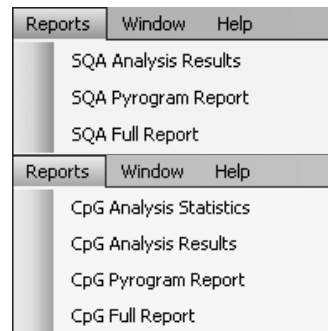 Reports Window Help
SQA Analysis Results
SQA Pyrogram Report
SQA Full Report
Reports Window Help
CpG Analysis Statistics
CpG Analysis Results
CpG Pyrogram Report
CpG Full Report